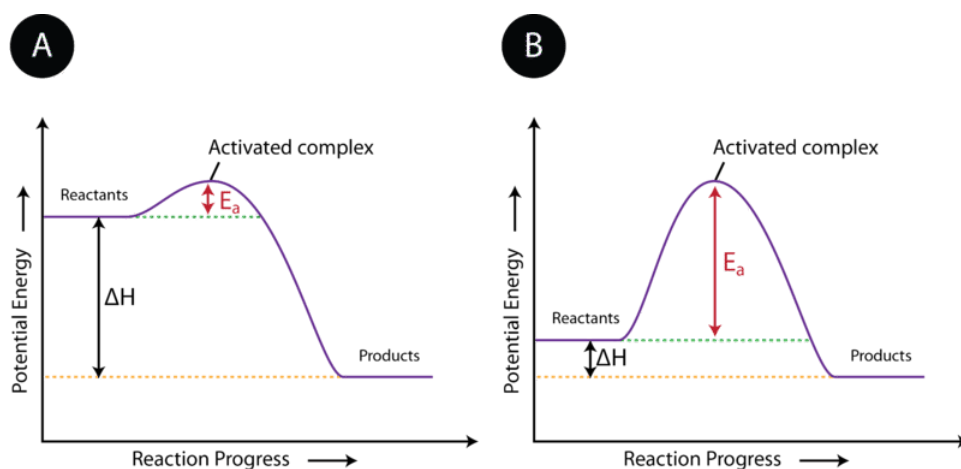 A
Activated complex
Reactants
Eₐ
ΔH
Products
Potential Energy
Reaction Progress
B
Activated complex
Eₐ
Reactants
ΔH
Products
Potential Energy
Reaction Progress